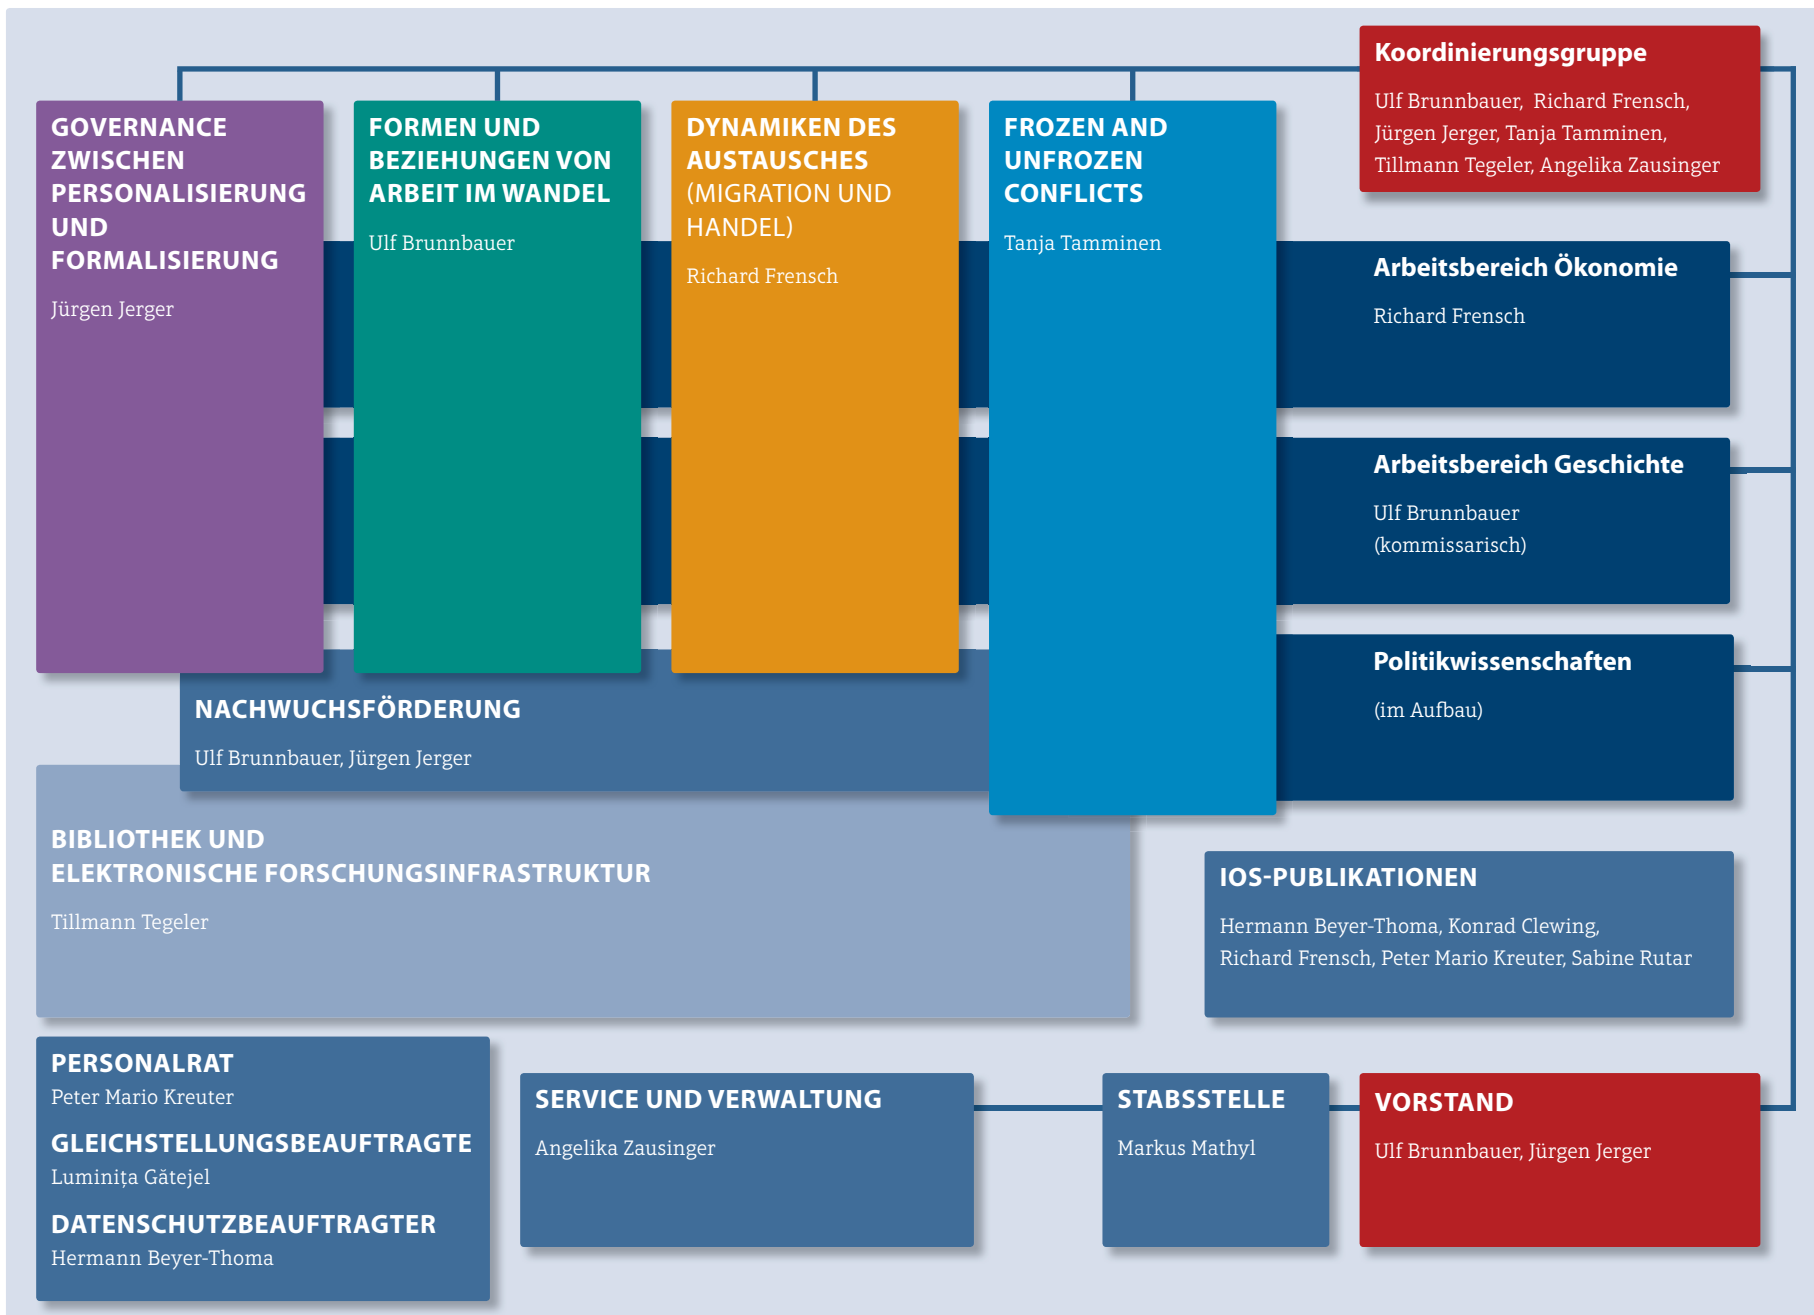 Koordinierungsgruppe
Ulf Brunnbauer, Richard Frensch,
Jürgen Jerger, Tanja Tamminen,
Tillmann Tegeler, Angelika Zausinger
GOVERNANCE
ZWISCHEN
PERSONALISIERUNG
UND
FORMALISIERUNG
Jürgen Jerger
FORMEN UND
BEZIEHUNGEN VON
ARBEIT IM WANDEL
Ulf Brunnbauer
DYNAMIKEN DES
AUSTAUSCHES
(MIGRATION UND
HANDEL)
Richard Frensch
FROZEN AND
UNFROZEN
CONFLICTS
Tanja Tamminen
Arbeitsbereich Ökonomie
Richard Frensch
Arbeitsbereich Geschichte
Ulf Brunnbauer
(kommissarisch)
Politikwissenschaften
(im Aufbau)
NACHWUCHSFÖRDERUNG
Ulf Brunnbauer, Jürgen Jerger
BIBLIOTHEK UND
ELEKTRONISCHE FORSCHUNGSINFRASTRUKTUR
Tillmann Tegeler
IOS-PUBLIKATIONEN
Hermann Beyer-Thoma, Konrad Clewing,
Richard Frensch, Peter Mario Kreuter, Sabine Rutar
PERSONALRAT
Peter Mario Kreuter
GLEICHSTELLUNGSBEAUFTRAGTE
Luminița Gătejel
DATENSCHUTZBEAUFTRAGTER
Hermann Beyer-Thoma
SERVICE UND VERWALTUNG
Angelika Zausinger
STABSSTELLE
Markus Mathyl
VORSTAND
Ulf Brunnbauer, Jürgen Jerger